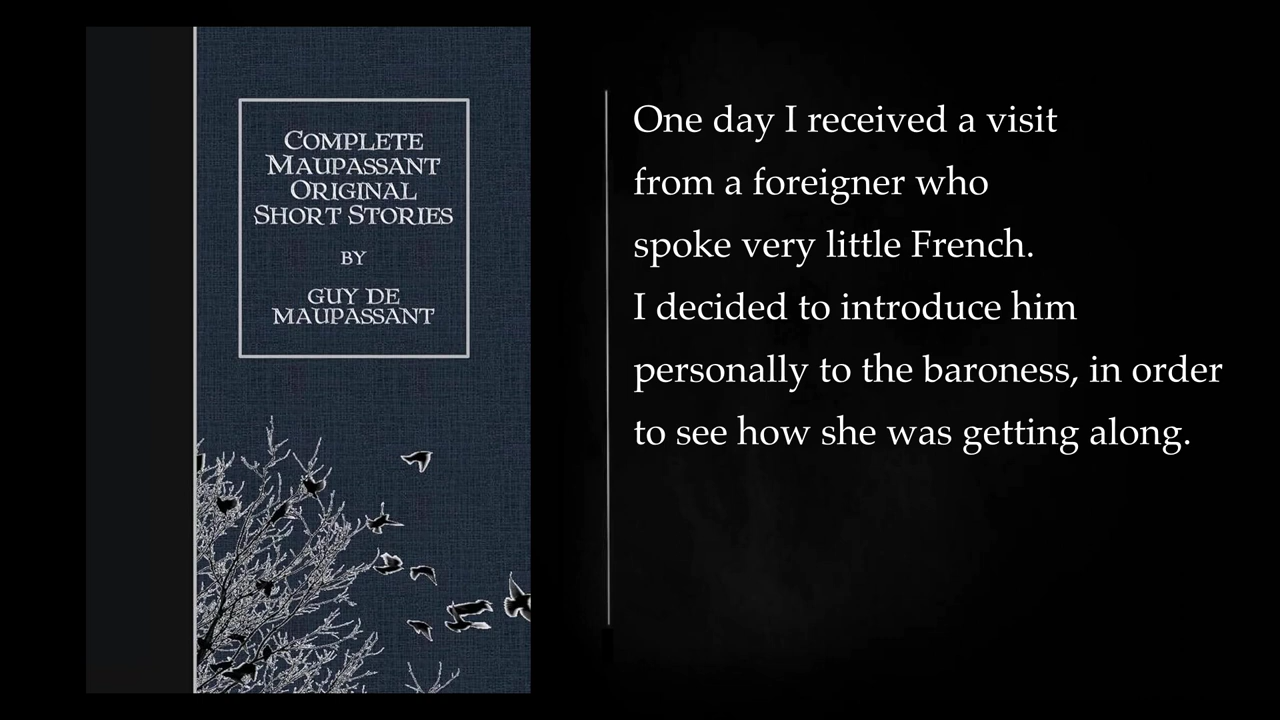 COMPLETE
MAUPASSANT
ORIGINAL
SHORT STORIES
BY
GUY DE
MAUPASSANT
One day I received a visit
from a foreigner who
spoke very little French.
I decided to introduce him
personally to the baroness, in order
to see how she was getting along.